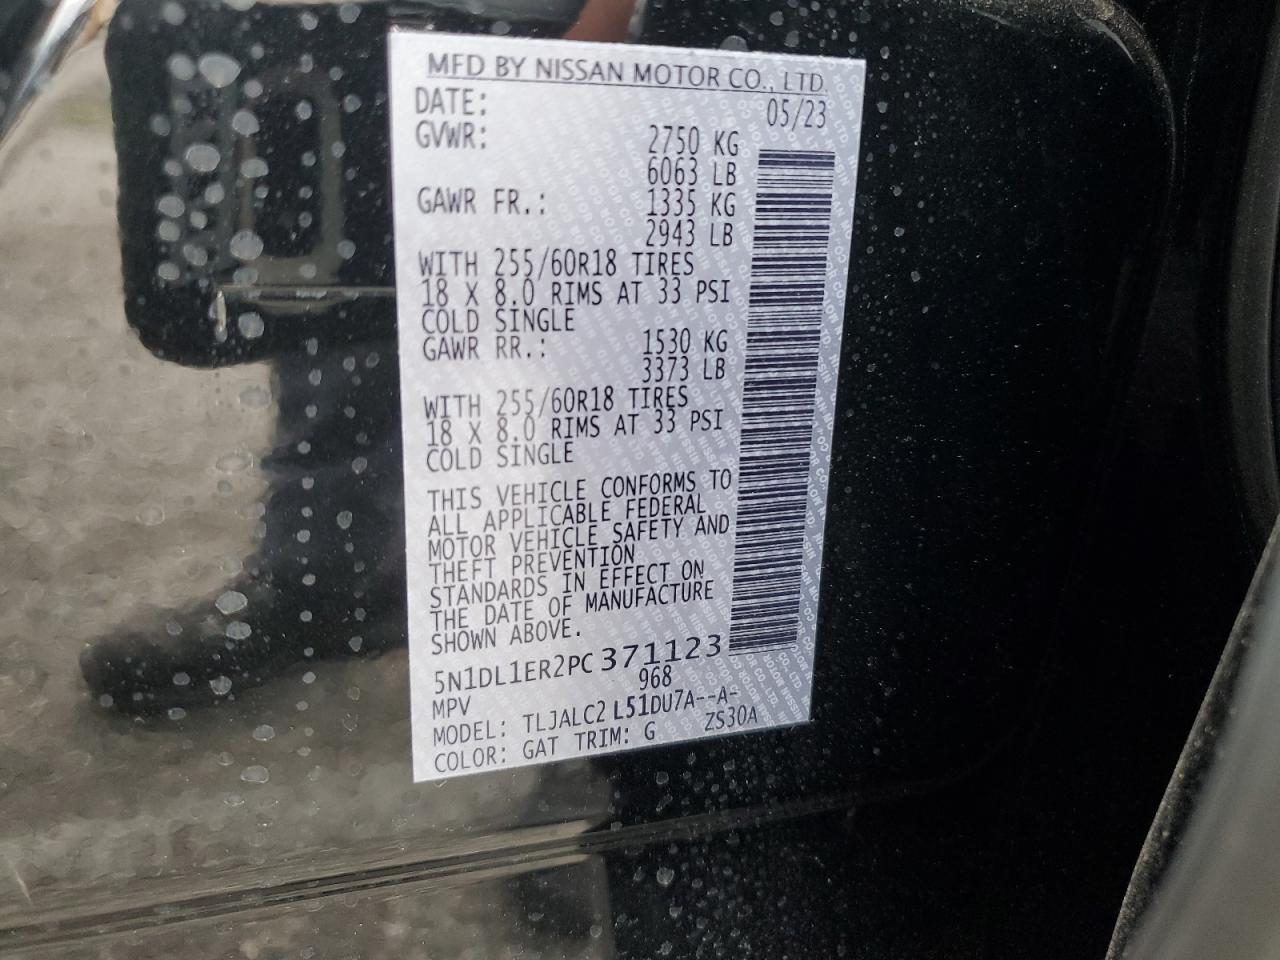 MFD BY NISSAN MOTOR CO., LTD.
DATE: 05/23
GVWR: 2750 KG
6063 LB
GAWR FR.: 1335 KG
2943 LB
WITH 255/60R18 TIRES
18 X 8.0 RIMS AT 33 PSI
COLD SINGLE
GAWR RR.: 1530 KG
3373 LB
WITH 255/60R18 TIRES
18 X 8.0 RIMS AT 33 PSI
COLD SINGLE
THIS VEHICLE CONFORMS TO
ALL APPLICABLE FEDERAL
MOTOR VEHICLE SAFETY AND
THEFT PREVENTION
STANDARDS IN EFFECT ON
THE DATE OF MANUFACTURE
SHOWN ABOVE.
5N1DL1ER2PC371123
MPV 968
MODEL: TLJALC2 L51DU7A--A-
COLOR: GAT TRIM: G ZS30A